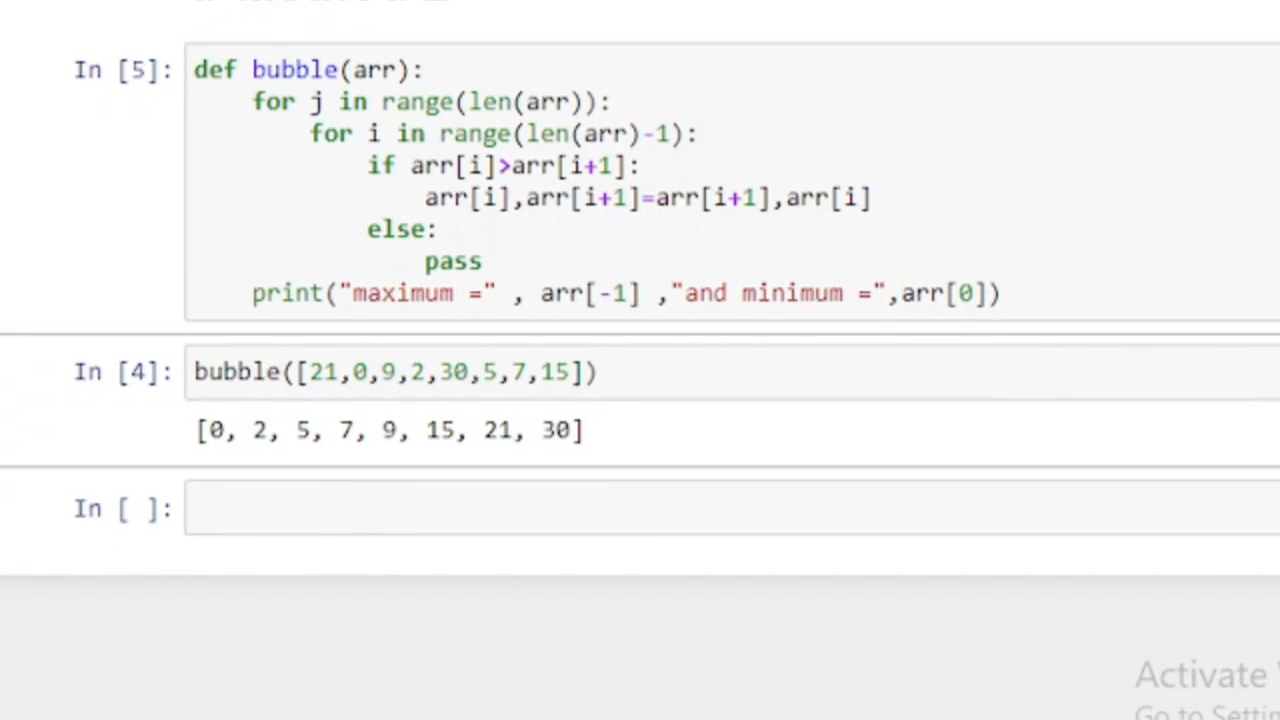 In [5]: def bubble(arr):
for j in range(len(arr)):
for i in range(len(arr)-1):
if arr[i]>arr[i+1]:
arr[i],arr[i+1]=arr[i+1],arr[i]
else:
pass
print("maximum =" , arr[-1] ,"and minimum =",arr[0])
In [4]: bubble([21,0,9,2,30,5,7,15])
[0, 2, 5, 7, 9, 15, 21, 30]
In [ ]:
Activate
Go to